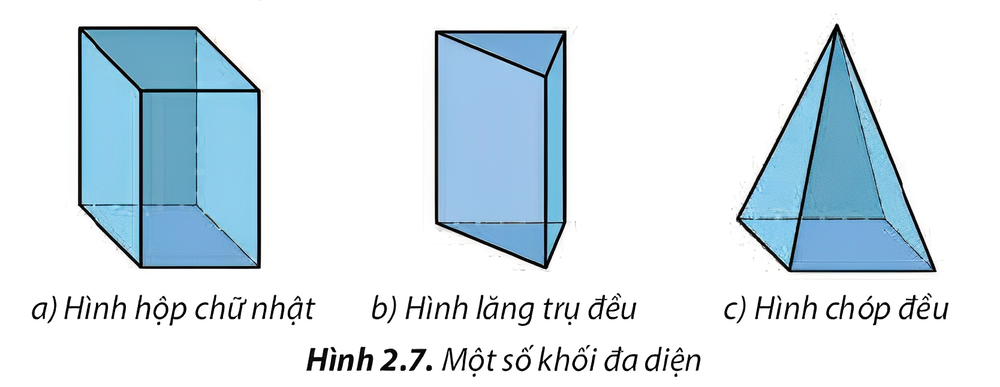 a) Hình hộp chữ nhật b) Hình lăng trụ đều c) Hình chóp đều
Hình 2.7. Một số khối đa diện